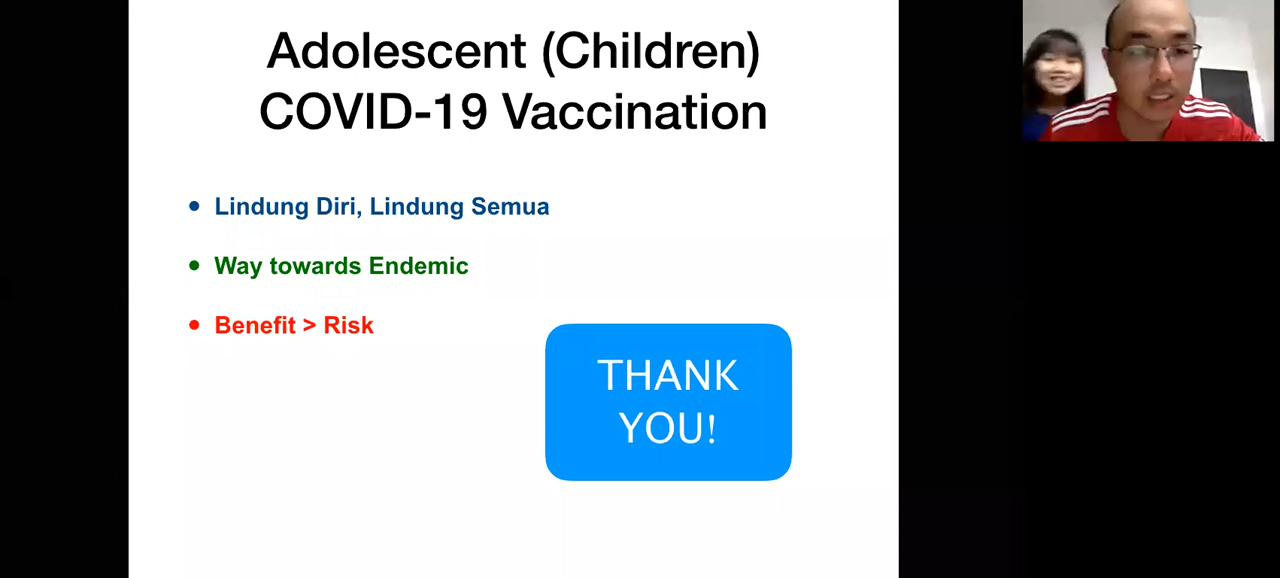 Adolescent (Children)
COVID-19 Vaccination
• Lindung Diri, Lindung Semua
• Way towards Endemic
• Benefit > Risk
THANK
YOU!